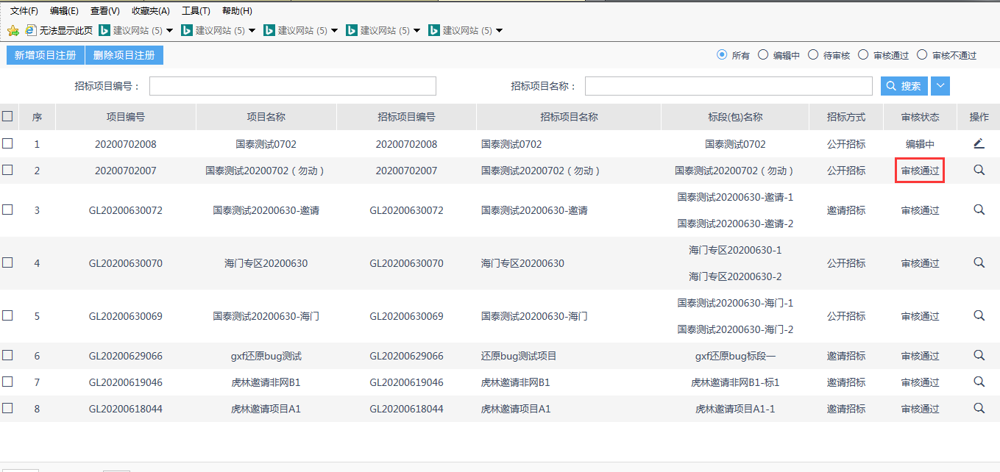 文件(F) 编辑(E) 查看(V) 收藏夹(A) 工具(T) 帮助(H)
无法显示此页 建议网站 (5) 建议网站 (5) 建议网站 (5) 建议网站 (5) 建议网站 (5)
新增项目注册 删除项目注册 所有 编辑中 待审核 审核通过 审核不通过
招标项目编号： 招标项目名称： 搜索
序 项目编号 项目名称 招标项目编号 招标项目名称 标段(包)名称 招标方式 审核状态 操作
1 20200702008 国泰测试0702 20200702008 国泰测试0702 国泰测试0702 公开招标 编辑中
2 20200702007 国泰测试20200702（勿动） 20200702007 国泰测试20200702（勿动） 国泰测试20200702（勿动） 公开招标 审核通过
国泰测试20200630-邀请-1
3 GL20200630072 国泰测试20200630-邀请 GL20200630072 国泰测试20200630-邀请 邀请招标 审核通过
国泰测试20200630-邀请-2
海门专区20200630-1
4 GL20200630070 海门专区20200630 GL20200630070 海门专区20200630 公开招标 审核通过
海门专区20200630-2
国泰测试20200630-海门-1
5 GL20200630069 国泰测试20200630-海门 GL20200630069 国泰测试20200630-海门 公开招标 审核通过
国泰测试20200630-海门-2
6 GL20200629066 gxf还原bug测试 GL20200629066 还原bug测试项目 gxf还原bug标段一 邀请招标 审核通过
7 GL20200619046 虎林邀请非网B1 GL20200619046 虎林邀请非网B1 虎林邀请非网B1-标1 邀请招标 审核通过
8 GL20200618044 虎林邀请项目A1 GL20200618044 虎林邀请项目A1 虎林邀请项目A1-1 邀请招标 审核通过